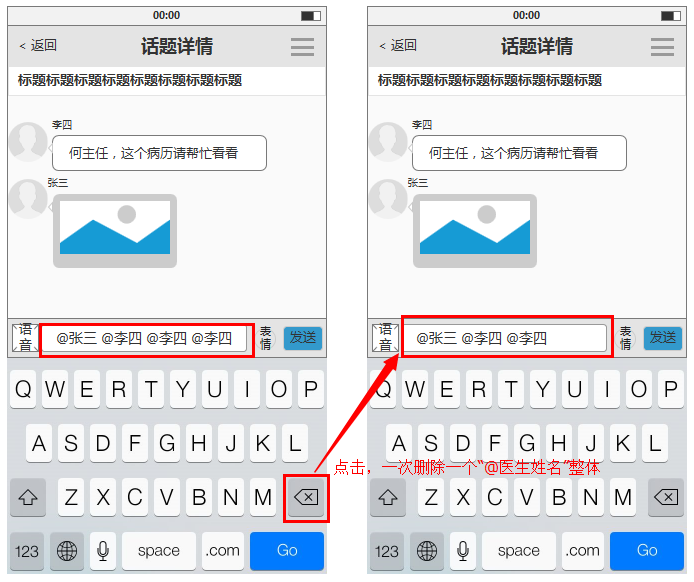 00:00
< 返回
话题详情
标题标题标题标题标题标题标题标题
李四
何主任，这个病历请帮忙看看
张三
语音
@张三 @李四 @李四 @李四
表情
发送
Q W E R T Y U I O P
A S D F G H J K L
Z X C V B N M
123
space
.com
Go
00:00
< 返回
话题详情
标题标题标题标题标题标题标题标题
李四
何主任，这个病历请帮忙看看
张三
语音
@张三 @李四 @李四
表情
发送
Q W E R T Y U I O P
A S D F G H J K L
点击，一次删除一个“@医生姓名”整体
Z X C V B N M
123
space
.com
Go